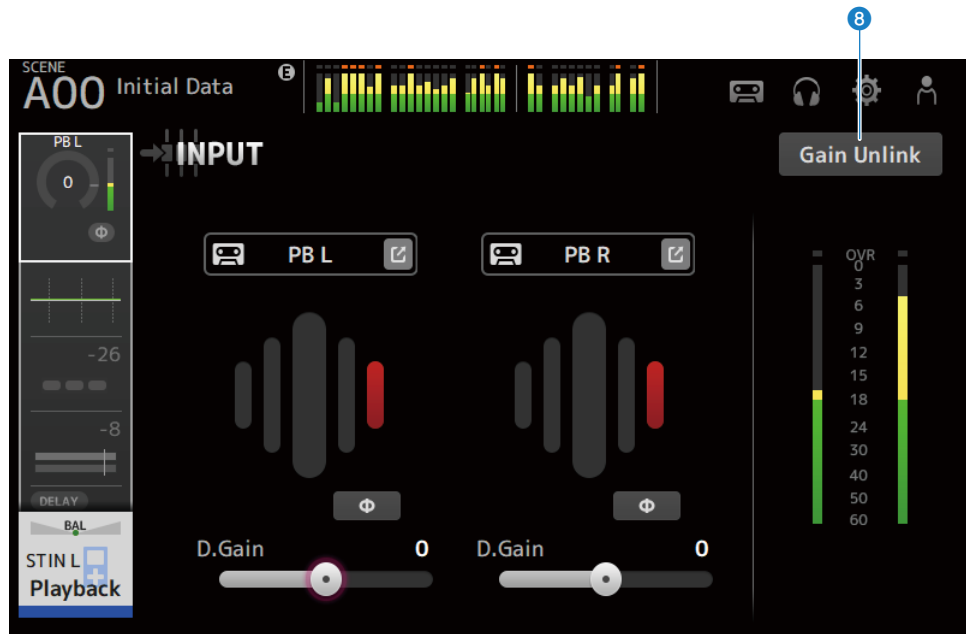 8
SCENE
A00 Initial Data
E
PB L
0
Φ
-26
-8
DELAY
BAL
STIN L
Playback
INPUT
Gain Unlink
PB L
PB R
Φ
Φ
D.Gain 0
D.Gain 0
OVR
0
3
6
9
12
15
18
24
30
40
50
60